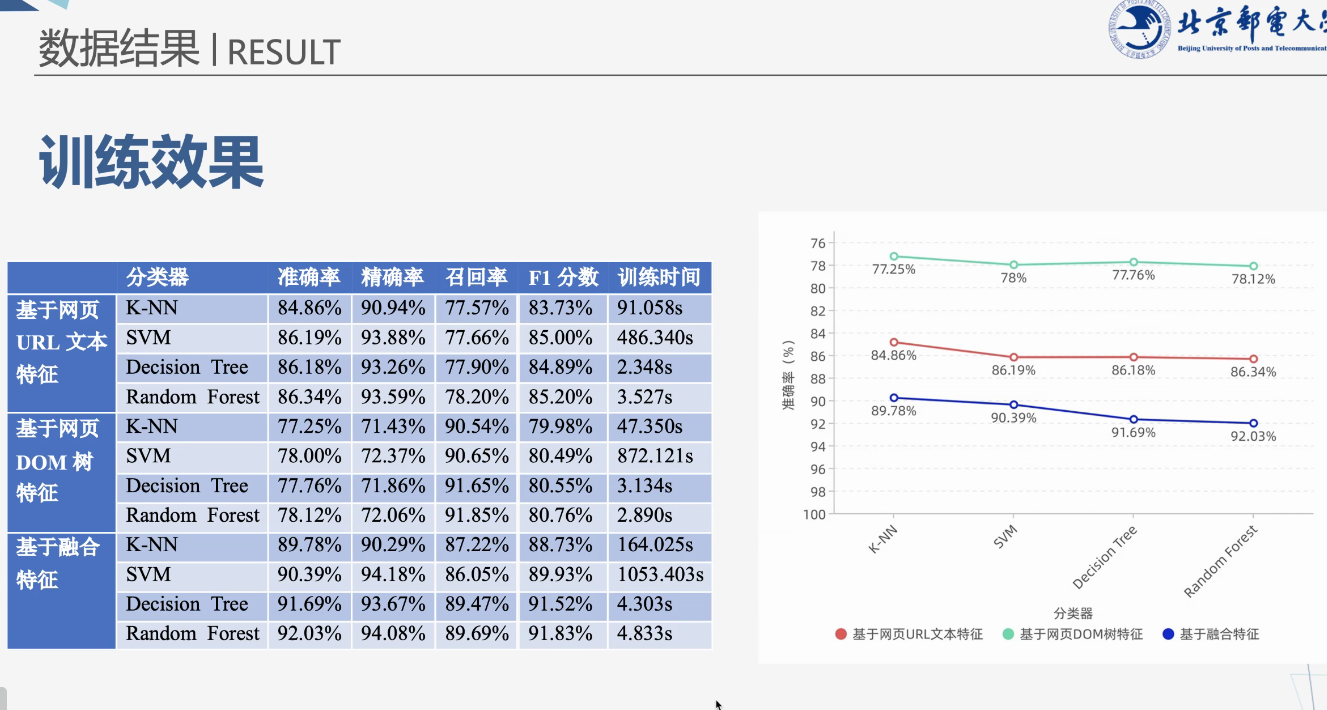 数据结果 | RESULT
北京邮電大
Beijing University of Posts and Telecommunicat
训练效果
分类器 准确率 精确率 召回率 F1 分数 训练时间
基于网页
URL 文本
特征
K-NN 84.86% 90.94% 77.57% 83.73% 91.058s
SVM 86.19% 93.88% 77.66% 85.00% 486.340s
Decision Tree 86.18% 93.26% 77.90% 84.89% 2.348s
Random Forest 86.34% 93.59% 78.20% 85.20% 3.527s
基于网页
DOM 树
特征
K-NN 77.25% 71.43% 90.54% 79.98% 47.350s
SVM 78.00% 72.37% 90.65% 80.49% 872.121s
Decision Tree 77.76% 71.86% 91.65% 80.55% 3.134s
Random Forest 78.12% 72.06% 91.85% 80.76% 2.890s
基于融合
特征
K-NN 89.78% 90.29% 87.22% 88.73% 164.025s
SVM 90.39% 94.18% 86.05% 89.93% 1053.403s
Decision Tree 91.69% 93.67% 89.47% 91.52% 4.303s
Random Forest 92.03% 94.08% 89.69% 91.83% 4.833s
准确率（%）
76
78
80
82
84
86
88
90
92
94
96
98
100
77.25% 78% 77.76% 78.12%
84.86% 86.19% 86.18% 86.34%
89.78% 90.39% 91.69% 92.03%
K-NN SVM Decision Tree Random Forest
分类器
基于网页URL文本特征 基于网页DOM树特征 基于融合特征